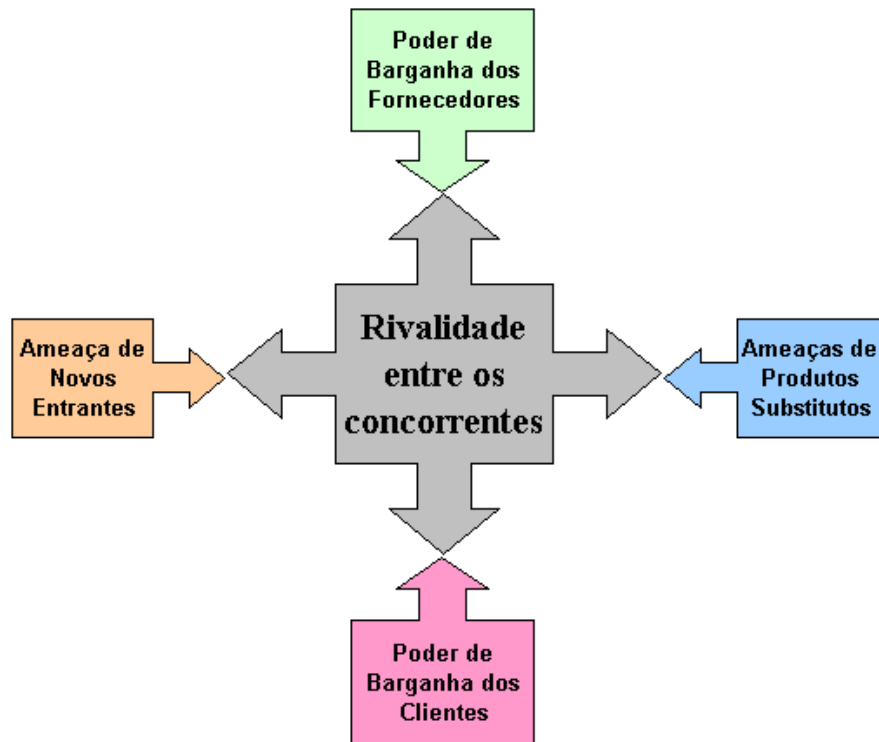 Poder de
Barganha dos
Fornecedores
Ameaça de
Novos
Entrantes
Rivalidade
entre os
concorrentes
Ameaças de
Produtos
Substitutos
Poder de
Barganha dos
Clientes